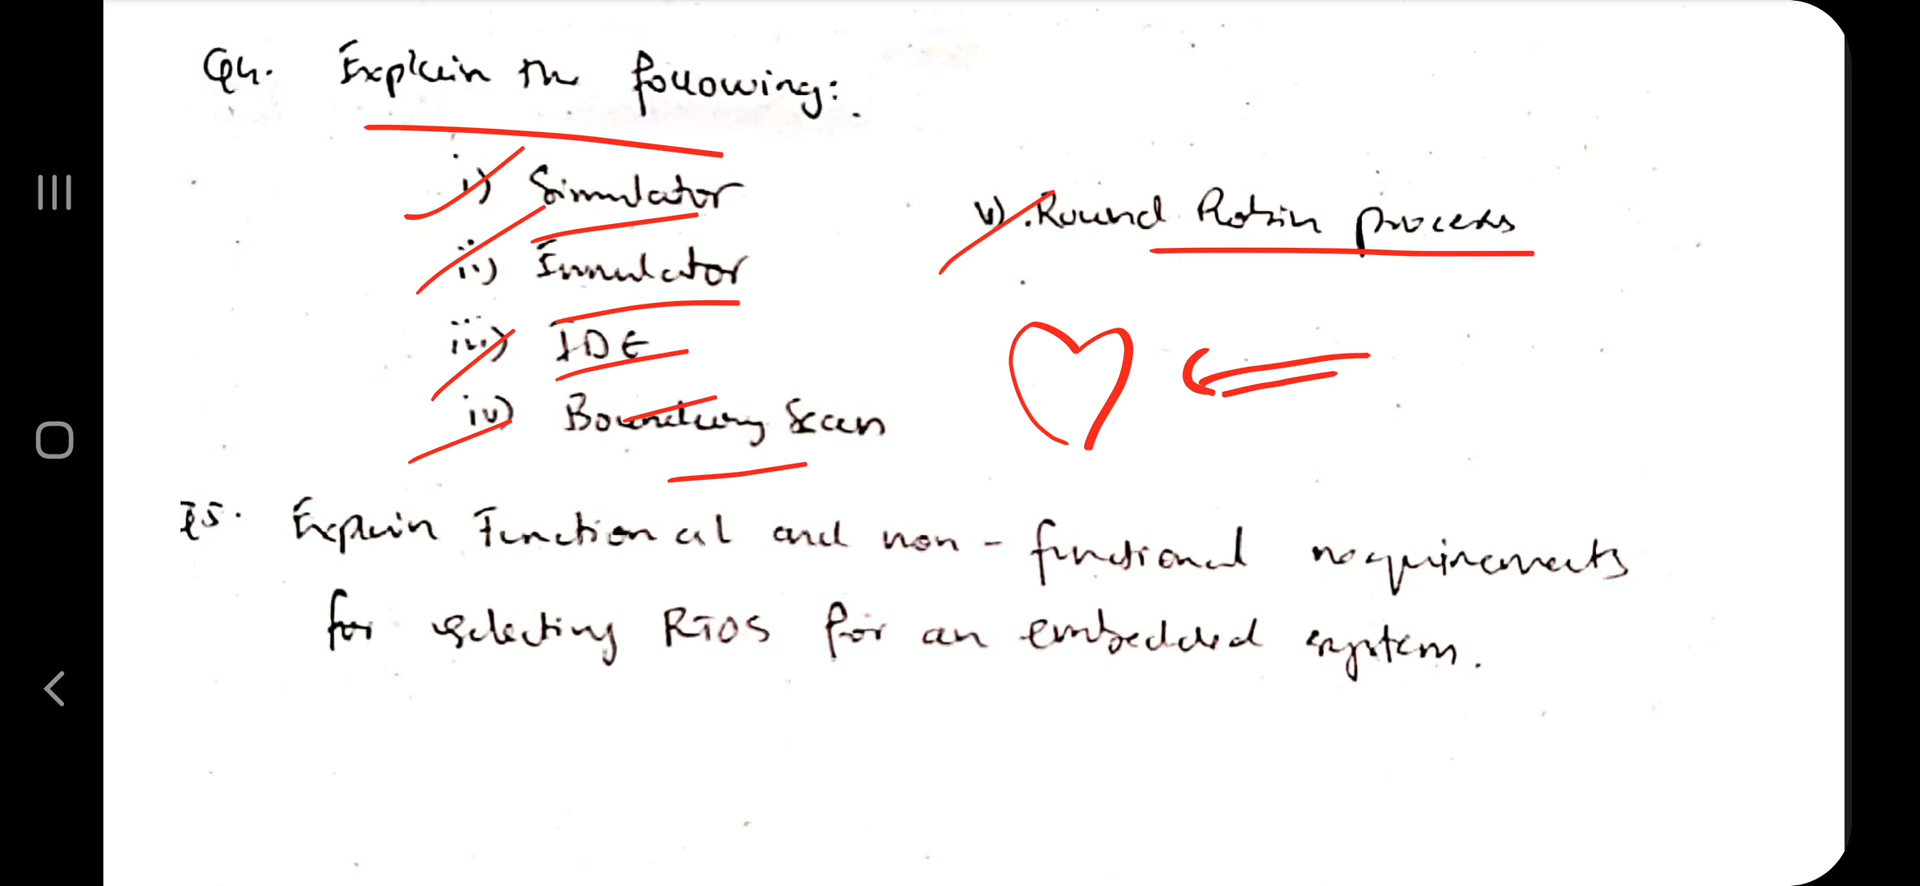 Q4. Explain the following:
i) Simulator
ii) Emulator
iii) IDE
iv) Boundary Scan
v) Round Robin process
Q5. Explain Functional and non-functional requirements
for selecting RTOS for an embedded system.